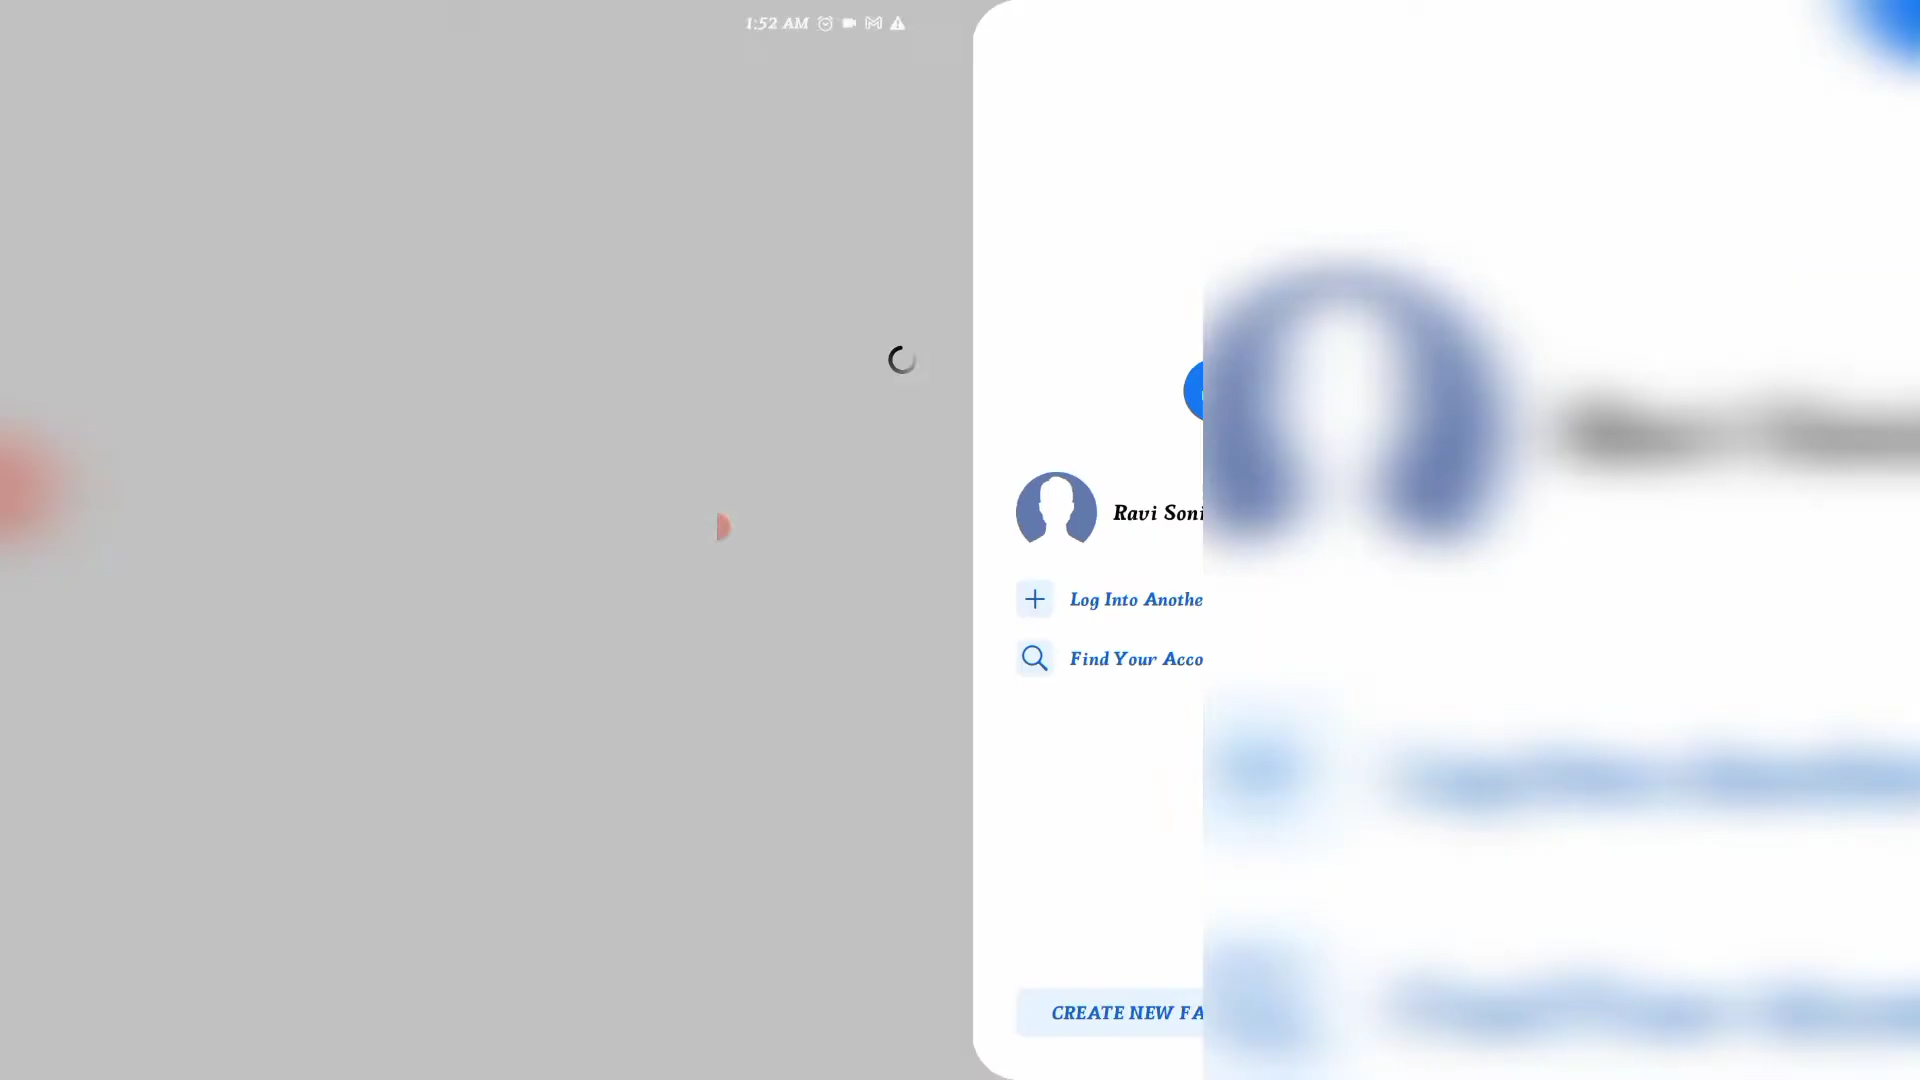 1:52 AM
Ravi Soni
Log Into Anothe
Find Your Acco
CREATE NEW FA